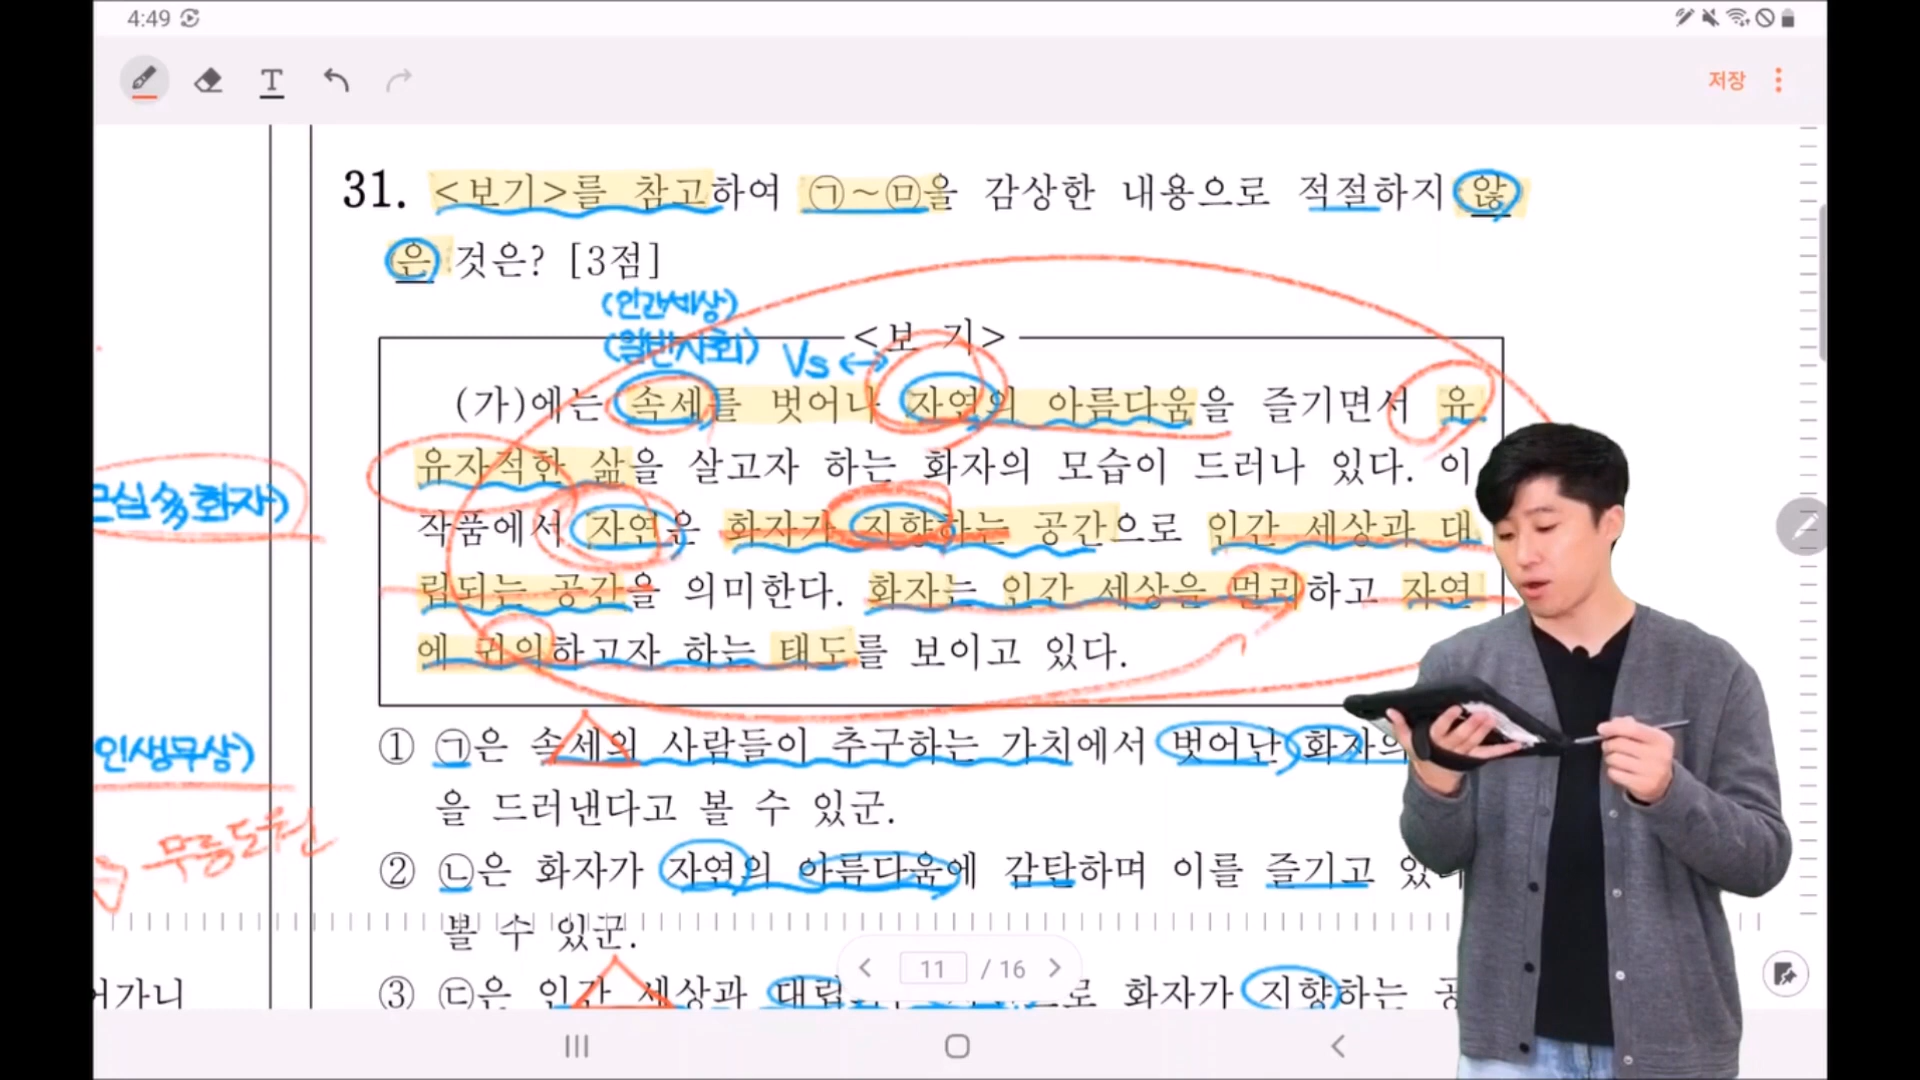 4:49
T
저장
31. <보기>를 참고하여 ㉠~㉤을 감상한 내용으로 적절하지 않
은 것은? [3점]
(인간세상)
(일반사회) Vs ↔
<보 기>
(가)에는 속세를 벗어나 자연의 아름다움을 즐기면서 유
유자적한 삶을 살고자 하는 화자의 모습이 드러나 있다. 이
작품에서 자연은 화자가 지향하는 공간으로 인간 세상과 대
립되는 공간을 의미한다. 화자는 인간 세상을 멀리하고 자연
에 귀의하고자 하는 태도를 보이고 있다.
근심多화자)
① ㉠은 속세의 사람들이 추구하는 가치에서 벗어난 화자의
인생무상)
을 드러낸다고 볼 수 있군.
무릉도원
② ㉡은 화자가 자연의 아름다움에 감탄하며 이를 즐기고
볼 수 있군.
11 / 16
어가니
③ ㉢은 인간 세상과 화자가 지향하는 공